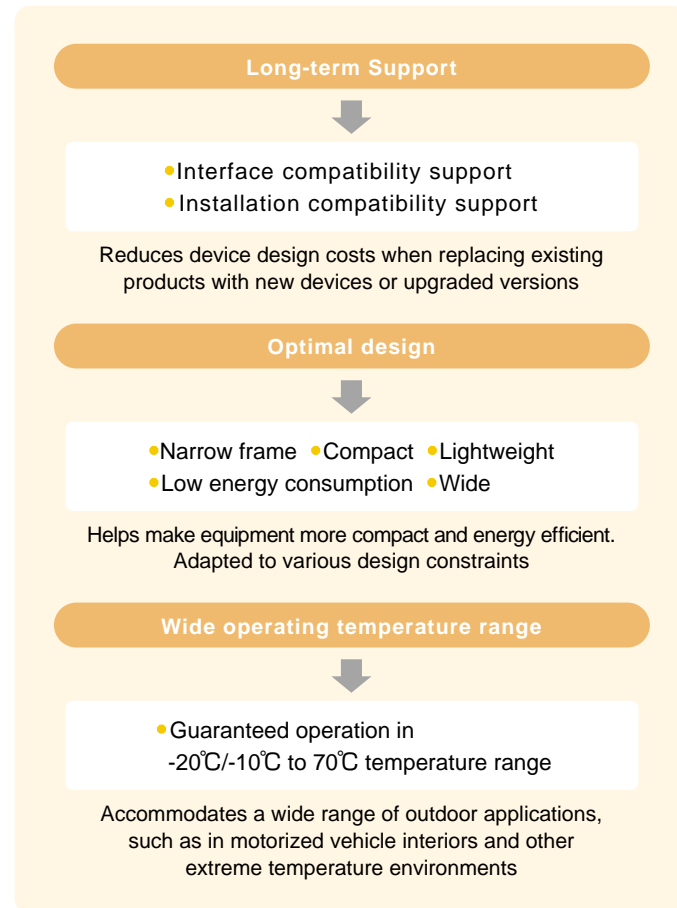 Long-term Support
•Interface compatibility support
•Installation compatibility support
Reduces device design costs when replacing existing
products with new devices or upgraded versions
Optimal design
•Narrow frame •Compact •Lightweight
•Low energy consumption •Wide
Helps make equipment more compact and energy efficient.
Adapted to various design constraints
Wide operating temperature range
•Guaranteed operation in
-20℃/-10℃ to 70℃ temperature range
Accommodates a wide range of outdoor applications,
such as in motorized vehicle interiors and other
extreme temperature environments